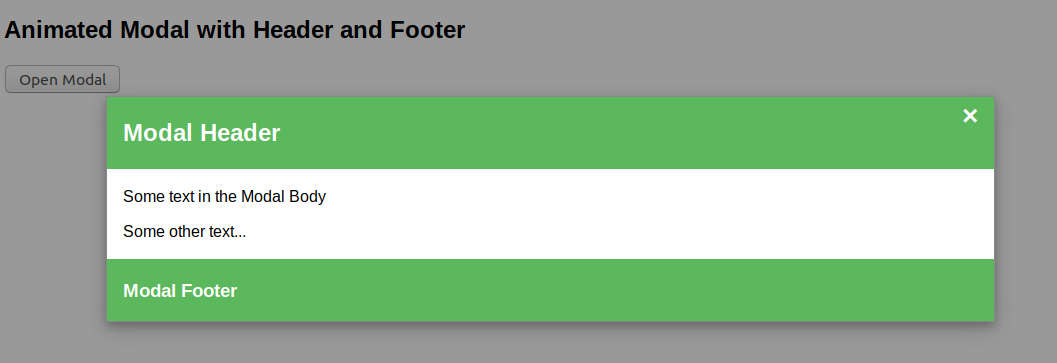 Animated Modal with Header and Footer
Open Modal
Modal Header
×
Some text in the Modal Body
Some other text...
Modal Footer